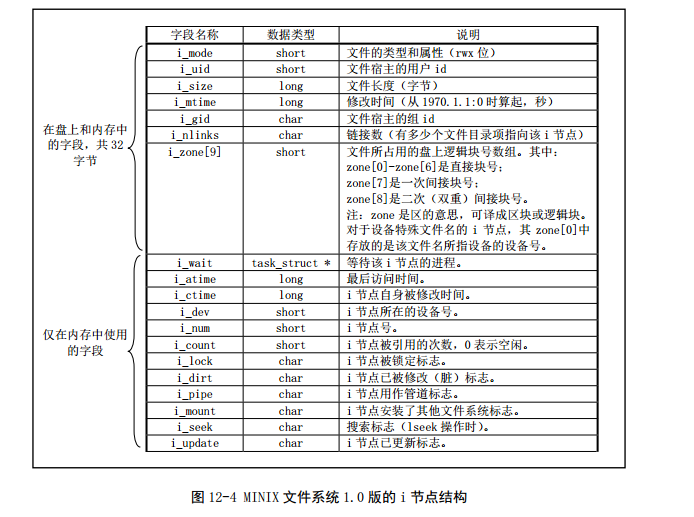 字段名称 数据类型 说明
i_mode short 文件的类型和属性（rwx 位）
i_uid short 文件宿主的用户 id
i_size long 文件长度（字节）
i_mtime long 修改时间（从 1970.1.1:0 时算起，秒）
i_gid char 文件宿主的组 id
i_nlinks char 链接数（有多少个文件目录项指向该 i 节点）
i_zone[9] short 文件所占用的盘上逻辑块号数组。其中：
zone[0]-zone[6]是直接块号；
zone[7]是一次间接块号；
zone[8]是二次（双重）间接块号。
注：zone 是区的意思，可译成区块或逻辑块。
对于设备特殊文件名的 i 节点，其 zone[0]中
存放的是该文件名所指设备的设备号。
在盘上和内存中
的字段，共 32
字节
i_wait task_struct * 等待该 i 节点的进程。
i_atime long 最后访问时间。
i_ctime long i 节点自身被修改时间。
i_dev short i 节点所在的设备号。
i_num short i 节点号。
i_count short i 节点被引用的次数，0 表示空闲。
i_lock char i 节点被锁定标志。
i_dirt char i 节点已被修改（脏）标志。
i_pipe char i 节点用作管道标志。
i_mount char i 节点安装了其他文件系统标志。
i_seek char 搜索标志（lseek 操作时）。
i_update char i 节点已更新标志。
仅在内存中使用
的字段
图 12-4 MINIX 文件系统 1.0 版的 i 节点结构